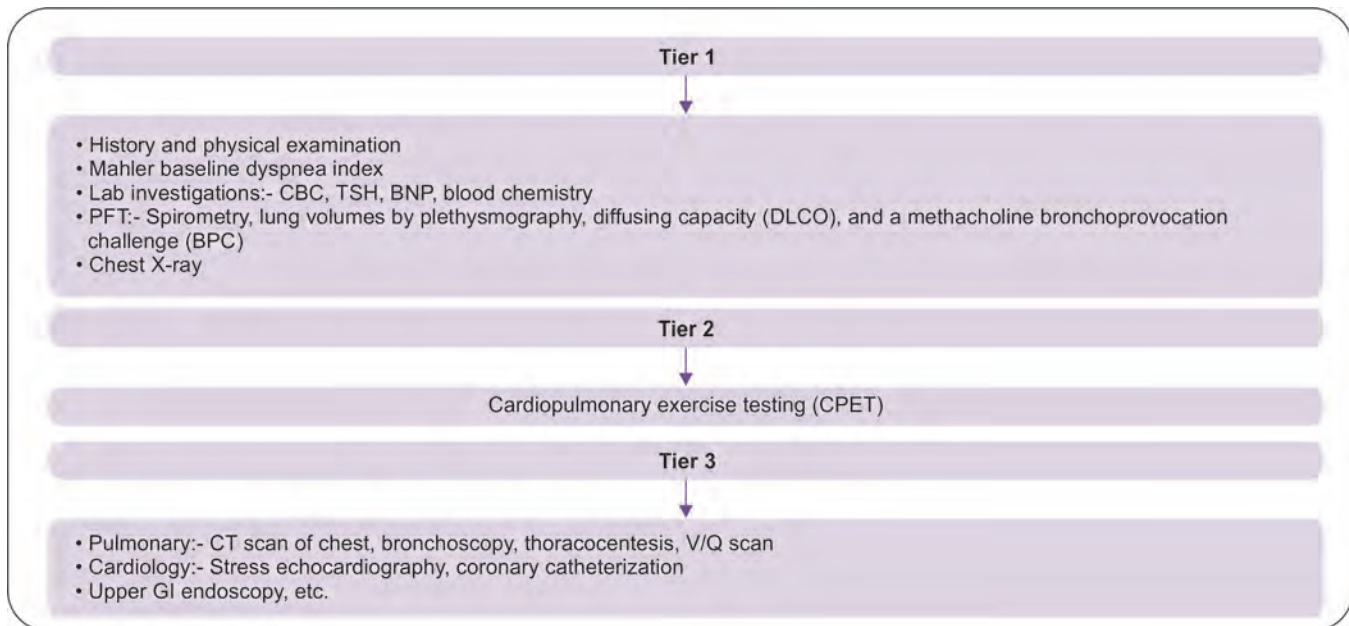 Tier 1
• History and physical examination
• Mahler baseline dyspnea index
• Lab investigations:- CBC, TSH, BNP, blood chemistry
• PFT:- Spirometry, lung volumes by plethysmography, diffusing capacity (DLCO), and a methacholine bronchoprovocation
challenge (BPC)
• Chest X-ray
Tier 2
Cardiopulmonary exercise testing (CPET)
Tier 3
• Pulmonary:- CT scan of chest, bronchoscopy, thoracocentesis, V/Q scan
• Cardiology:- Stress echocardiography, coronary catheterization
• Upper GI endoscopy, etc.